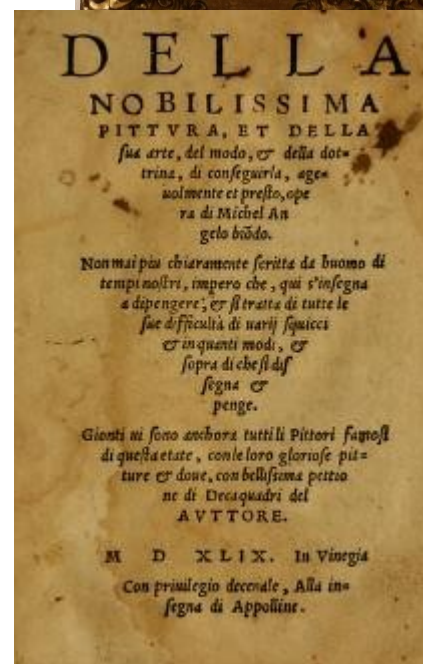 DELLA
NOBILISSIMA
PITTVRA, ET DELLA
ſua arte, del modo, & della dot=
trina, di conſeguirla, age=
uolmente et preſto, ope
ra di Michel An
gelo biōdo.
Non mai piu chiaramente ſcritta da huomo di
tempi noſtri, impero che, qui s'inſegna
a dipengere, & ſi tratta di tutte le
ſue difficultà di uarij ſquicci
& in quanti modi, &
ſopra di che ſi diſ
ſegna &
penge.
Gionti ui ſono anchora tutti li Pittori famoſi
di queſta etate, con le loro glorioſe pit=
ture & doue, con belliſſima pettio
ne di Decaquadri del
AVTTORE.
M D XLIX. In Vinegia
Con priuilegio decenale, Alla in=
ſegna di Appolline.